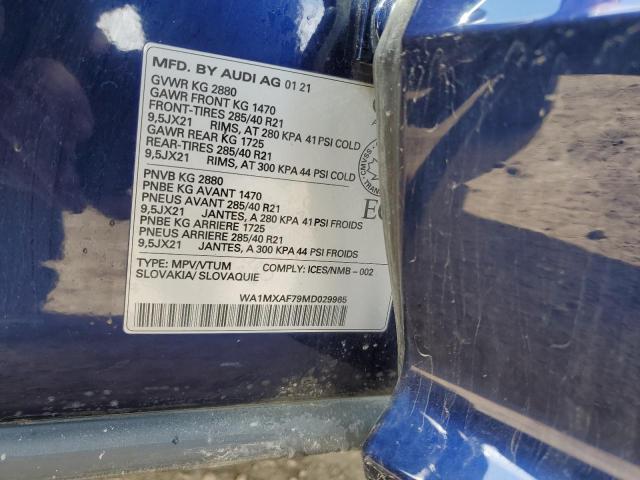 MFD. BY AUDI AG 01 21
GVWR KG 2880
GAWR FRONT KG 1470
FRONT-TIRES 285/40 R21
9,5JX21 RIMS, AT 280 KPA 41 PSI COLD
GAWR REAR KG 1725
REAR-TIRES 285/40 R21
9,5JX21 RIMS, AT 300 KPA 44 PSI COLD
PNVB KG 2880
PNBE KG AVANT 1470
PNEUS AVANT 285/40 R21
9,5JX21 JANTES, A 280 KPA 41 PSI FROIDS
PNBE KG ARRIERE 1725
PNEUS ARRIERE 285/40 R21
9,5JX21 JANTES, A 300 KPA 44 PSI FROIDS
TYPE: MPV/VTUM COMPLY: ICES/NMB-002
SLOVAKIA/ SLOVAQUIE
WA1MXAF79MD029965